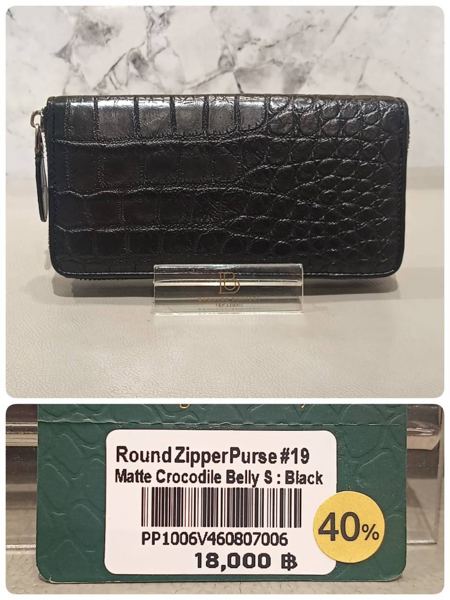 Round Zipper Purse #19
Matte Crocodile Belly S : Black
PP1006V460807006
18,000 ฿
40%